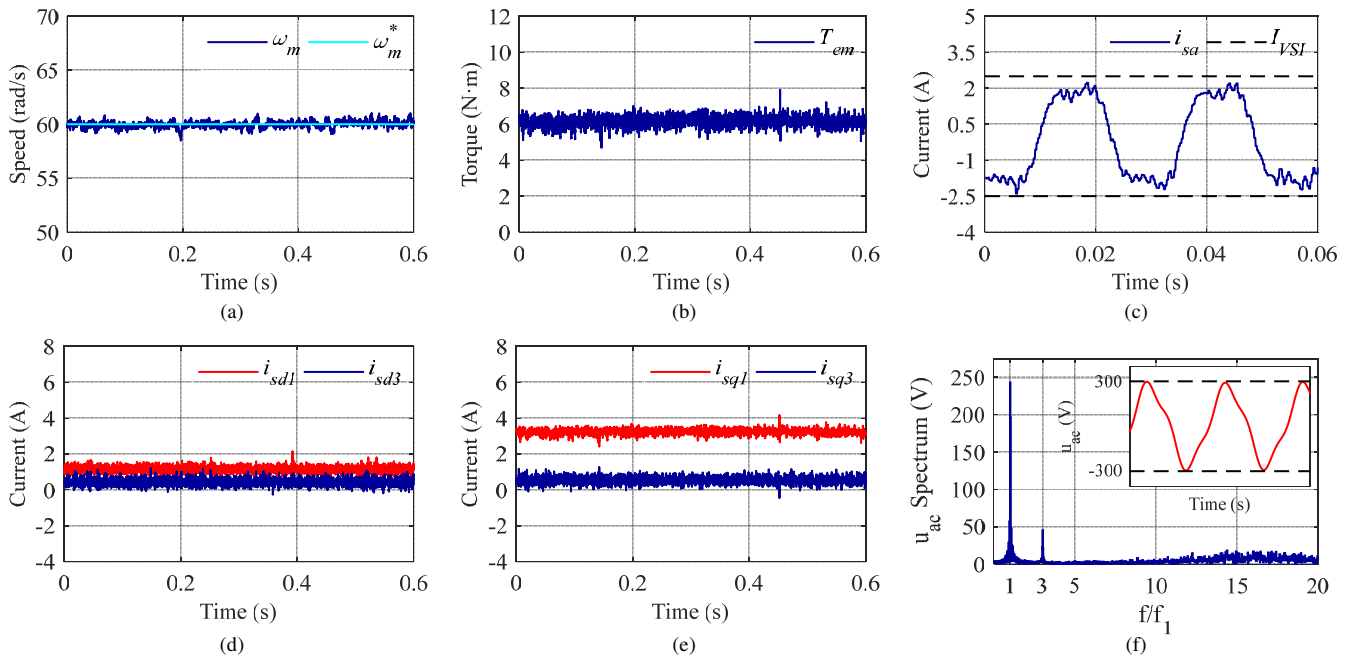 70
65
60
55
50
Speed (rad/s)
ω_m ω_m^*
0 0.2 0.4 0.6
Time (s)
(a)
12
10
8
6
4
2
0
Torque (N·m)
T_em
0 0.2 0.4 0.6
Time (s)
(b)
5
3.5
2
0.5
-1
-2.5
-4
Current (A)
i_sa I_VSI
0 0.02 0.04 0.06
Time (s)
(c)
8
6
4
2
0
-2
-4
Current (A)
i_sd1 i_sd3
0 0.2 0.4 0.6
Time (s)
(d)
8
6
4
2
0
-2
-4
Current (A)
i_sq1 i_sq3
0 0.2 0.4 0.6
Time (s)
(e)
250
200
150
100
50
0
u_ac Spectrum (V)
300
-300
u_ac (V)
Time (s)
1 3 5 10 15 20
f/f_1
(f)